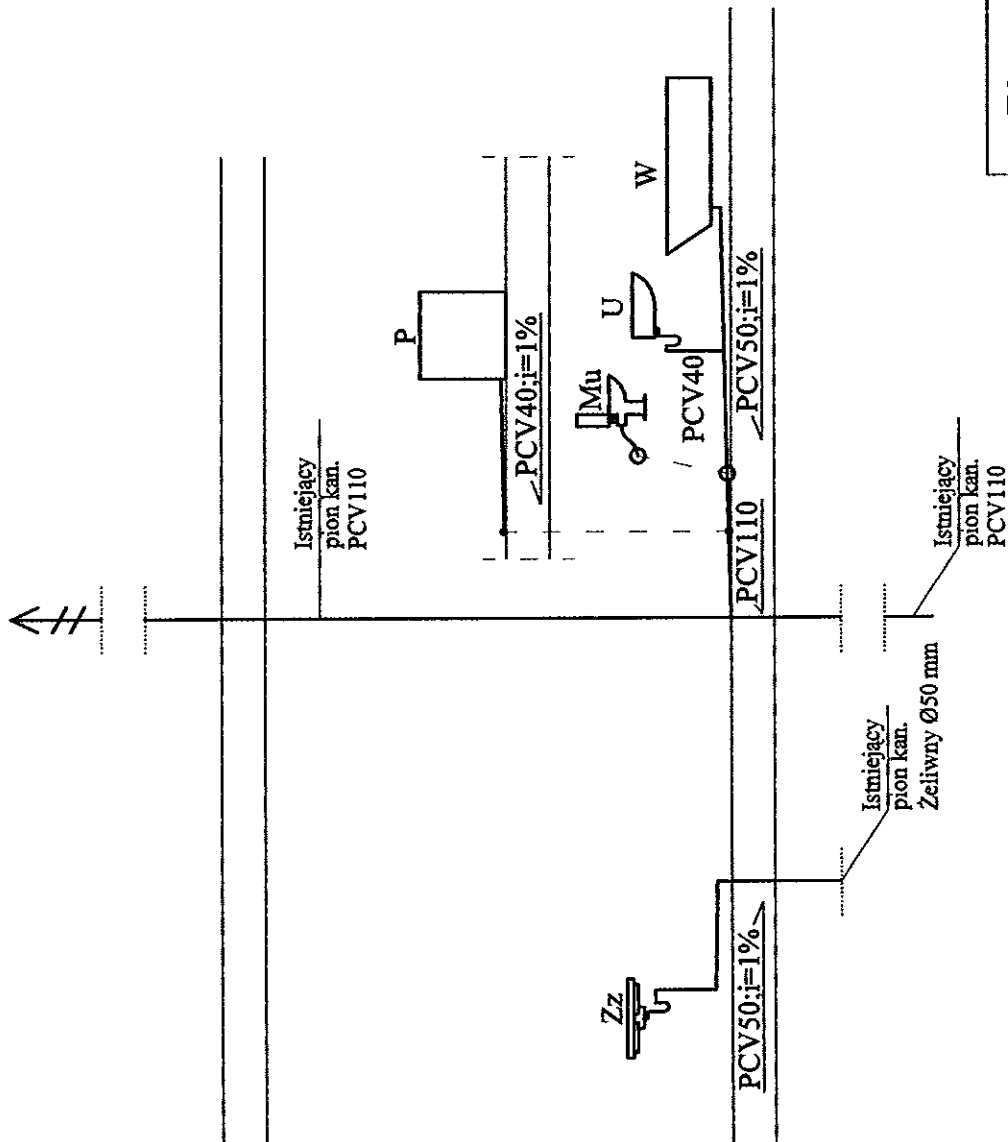 Istniejący
pion kan.
PCV110
P
PCV40;i=1%
Mu
U
W
PCV40
PCV110
PCV50;i=1%
Istniejący
pion kan.
PCV110
Zz
PCV50;i=1%
Istniejący
pion kan.
Żeliwny Ø50 mm